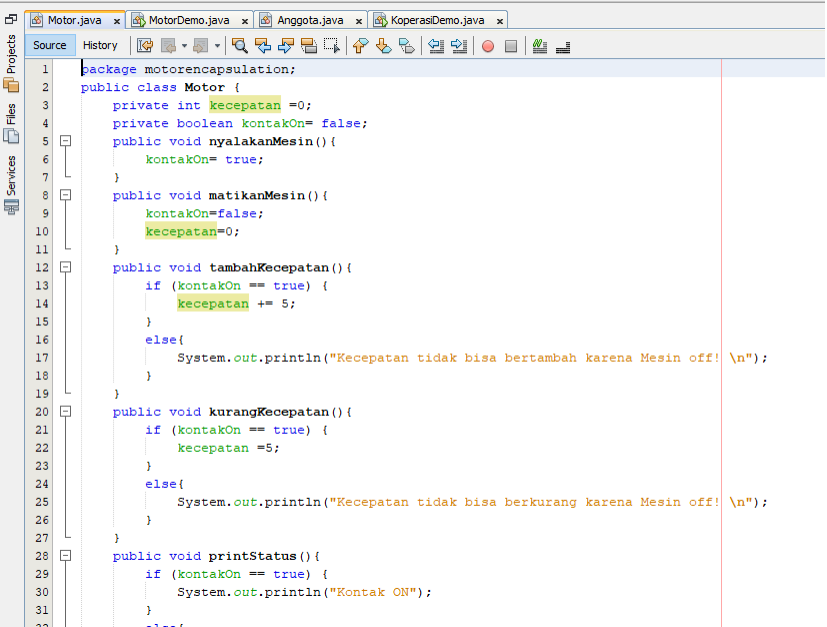 Motor.java × MotorDemo.java × Anggota.java × KoperasiDemo.java ×
Source History
Projects
Files
Services
1 package motorencapsulation;
2 public class Motor {
3 private int kecepatan =0;
4 private boolean kontakOn= false;
5 public void nyalakanMesin(){
6 kontakOn= true;
7 }
8 public void matikanMesin(){
9 kontakOn=false;
10 kecepatan=0;
11 }
12 public void tambahKecepatan(){
13 if (kontakOn == true) {
14 kecepatan += 5;
15 }
16 else{
17 System.out.println("Kecepatan tidak bisa bertambah karena Mesin off! \n");
18 }
19 }
20 public void kurangKecepatan(){
21 if (kontakOn == true) {
22 kecepatan =5;
23 }
24 else{
25 System.out.println("Kecepatan tidak bisa berkurang karena Mesin off! \n");
26 }
27 }
28 public void printStatus(){
29 if (kontakOn == true) {
30 System.out.println("Kontak ON");
31 }
32 else{